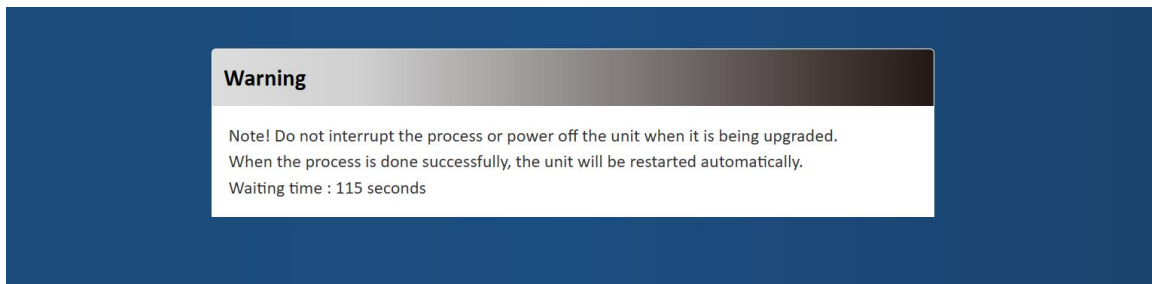 Warning
Note! Do not interrupt the process or power off the unit when it is being upgraded.
When the process is done successfully, the unit will be restarted automatically.
Waiting time : 115 seconds